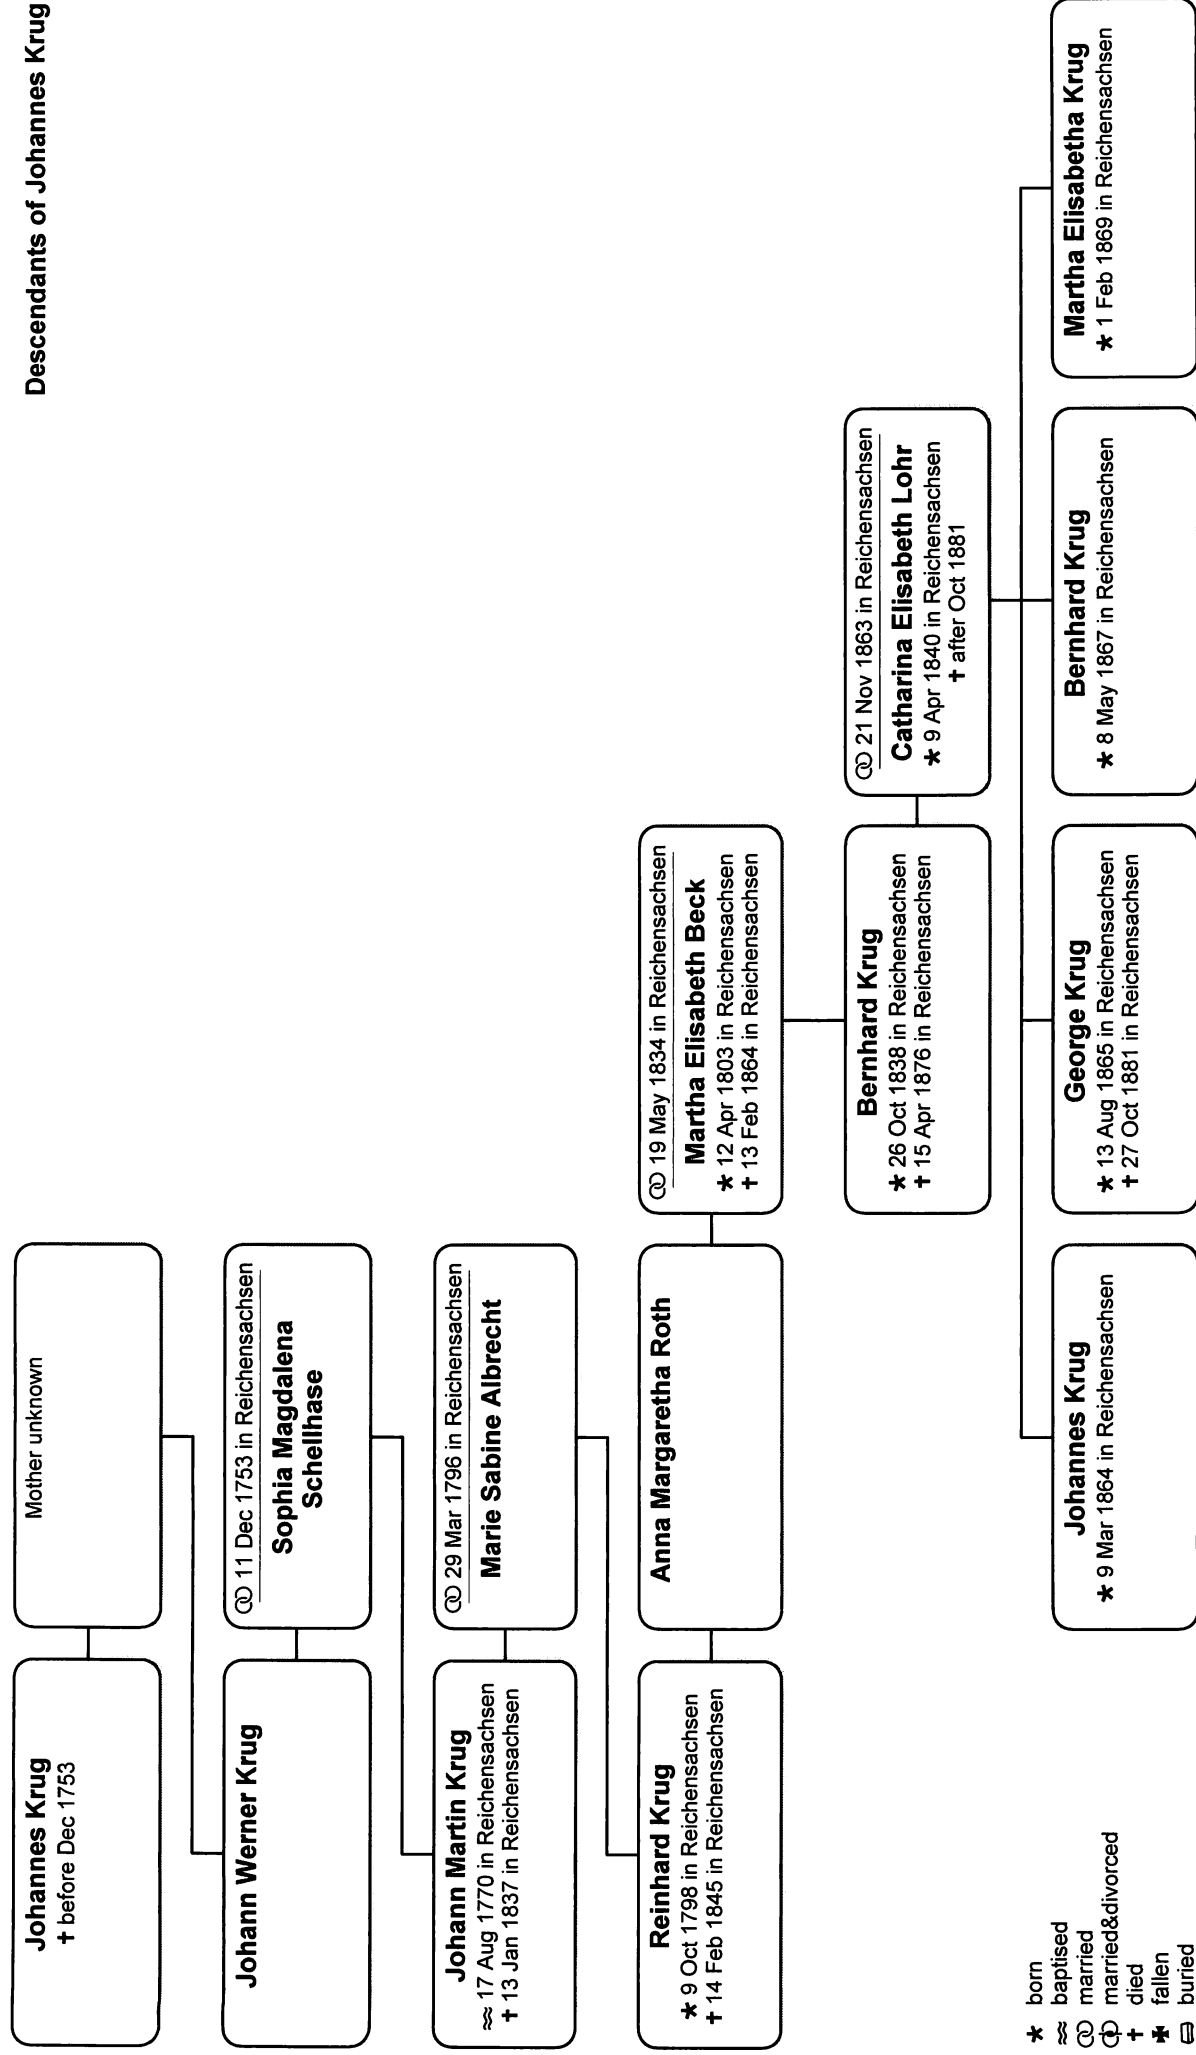 Descendants of Johannes Krug
Johannes Krug
✝ before Dec 1753
Mother unknown
Johann Werner Krug
⚭ 11 Dec 1753 in Reichensachsen
Sophia Magdalena
Schellhase
Johann Martin Krug
≈ 17 Aug 1770 in Reichensachsen
✝ 13 Jan 1837 in Reichensachsen
⚭ 29 Mar 1796 in Reichensachsen
Marie Sabine Albrecht
Reinhard Krug
* 9 Oct 1798 in Reichensachsen
✝ 14 Feb 1845 in Reichensachsen
Anna Margaretha Roth
⚭ 19 May 1834 in Reichensachsen
Martha Elisabeth Beck
* 12 Apr 1803 in Reichensachsen
✝ 13 Feb 1864 in Reichensachsen
Bernhard Krug
* 26 Oct 1838 in Reichensachsen
✝ 15 Apr 1876 in Reichensachsen
⚭ 21 Nov 1863 in Reichensachsen
Catharina Elisabeth Lohr
* 9 Apr 1840 in Reichensachsen
✝ after Oct 1881
Johannes Krug
* 9 Mar 1864 in Reichensachsen
George Krug
* 13 Aug 1865 in Reichensachsen
✝ 27 Oct 1881 in Reichensachsen
Bernhard Krug
* 8 May 1867 in Reichensachsen
Martha Elisabetha Krug
* 1 Feb 1869 in Reichensachsen
* born
≈ baptised
⚭ married
married&divorced
✝ died
✠ fallen
buried